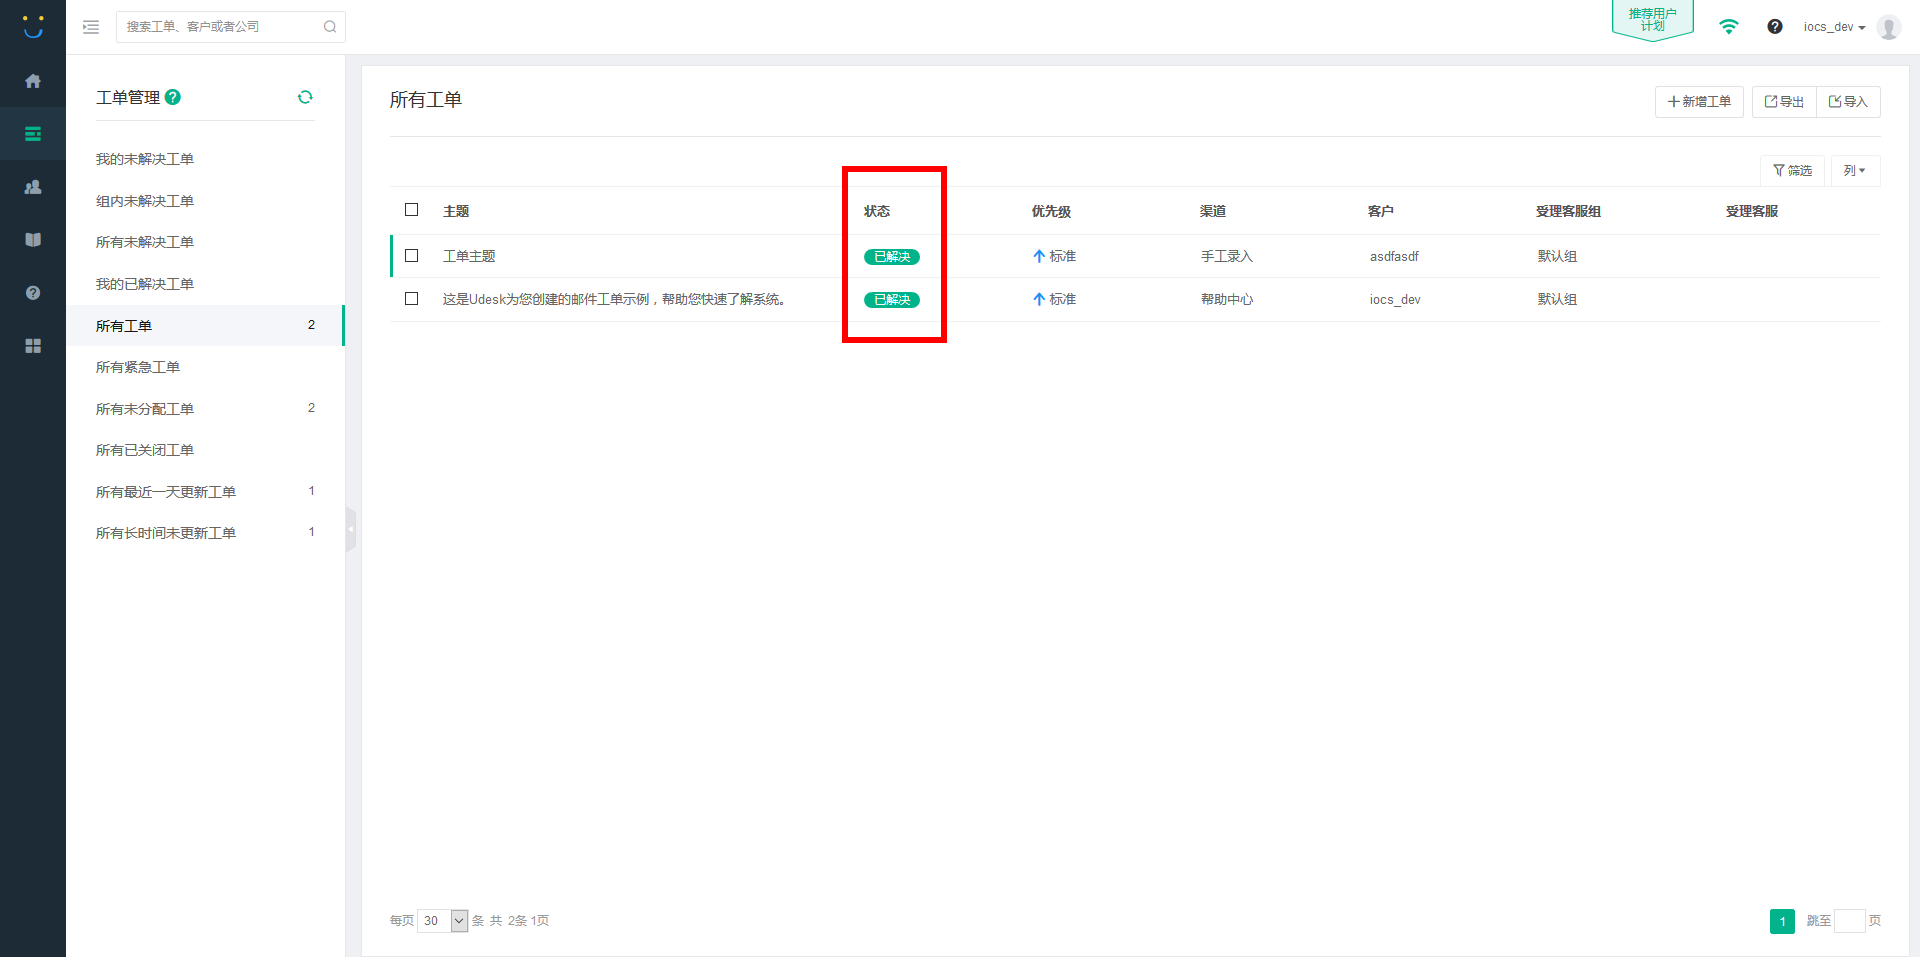 搜索工单、客户或者公司
推荐用户
计划
iocs_dev
工单管理
我的未解决工单
组内未解决工单
所有未解决工单
我的已解决工单
所有工单 2
所有紧急工单
所有未分配工单 2
所有已关闭工单
所有最近一天更新工单 1
所有长时间未更新工单 1
所有工单
新增工单 导出 导入
筛选 列
主题 状态 优先级 渠道 客户 受理客服组 受理客服
工单主题 已解决 标准 手工录入 asdfasdf 默认组
这是Udesk为您创建的邮件工单示例，帮助您快速了解系统。 已解决 标准 帮助中心 iocs_dev 默认组
每页 30 条 共 2条 1页
1 跳至 页